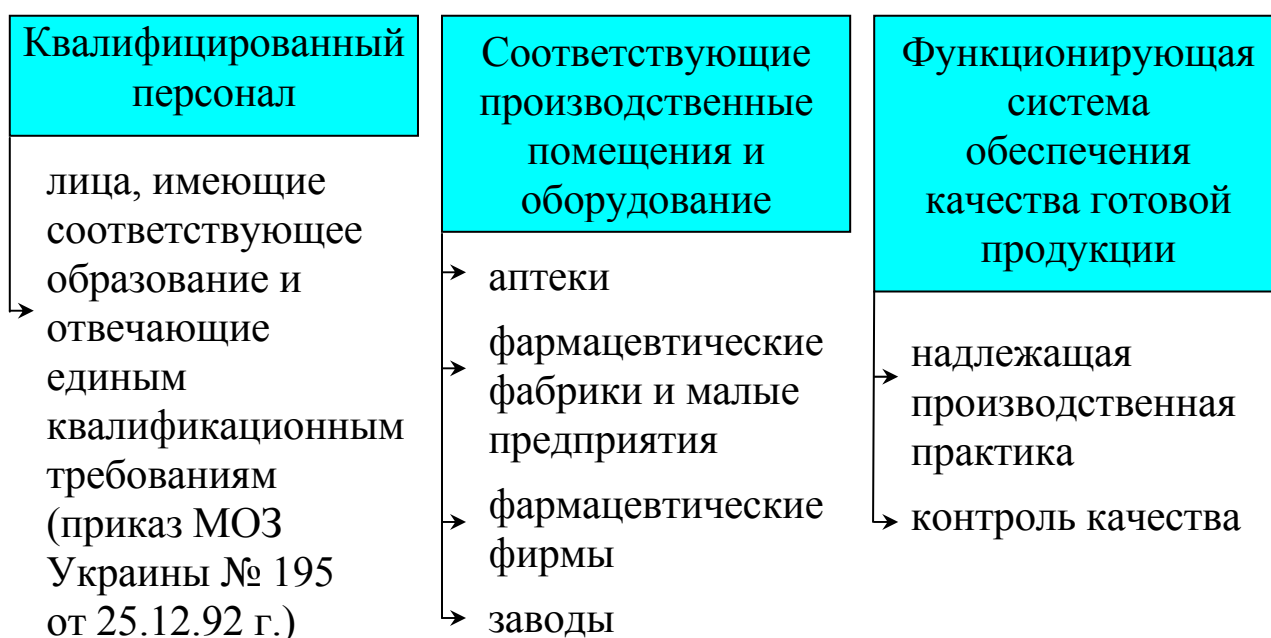 Квалифицированный
персонал
лица, имеющие
соответствующее
образование и
отвечающие
единым
квалификационным
требованиям
(приказ МОЗ
Украины № 195
от 25.12.92 г.)
Соответствующие
производственные
помещения и
оборудование
аптеки
фармацевтические
фабрики и малые
предприятия
фармацевтические
фирмы
заводы
Функционирующая
система
обеспечения
качества готовой
продукции
надлежащая
производственная
практика
контроль качества